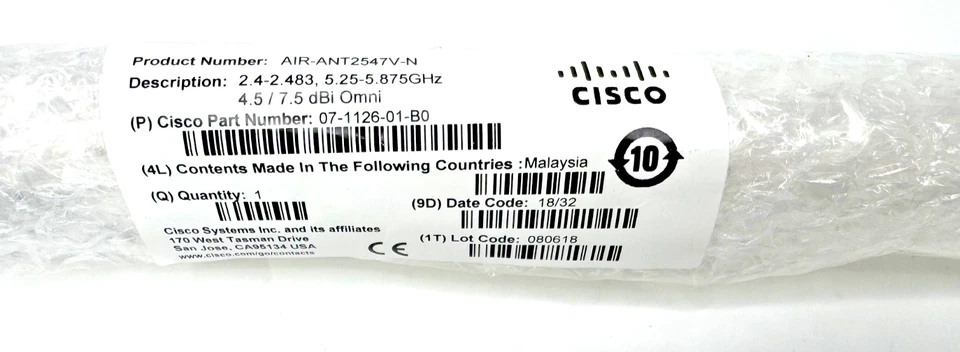 Product Number: AIR-ANT2547V-N
Description: 2.4-2.483, 5.25-5.875GHz
4.5 / 7.5 dBi Omni
CISCO
(P) Cisco Part Number: 07-1126-01-B0
(4L) Contents Made In The Following Countries : Malaysia
10
(Q) Quantity: 1
(9D) Date Code: 18/32
Cisco Systems Inc. and its affiliates
170 West Tasman Drive
San Jose, CA95134 USA
www.cisco.com/go/contacts
CE
(1T) Lot Code: 080618